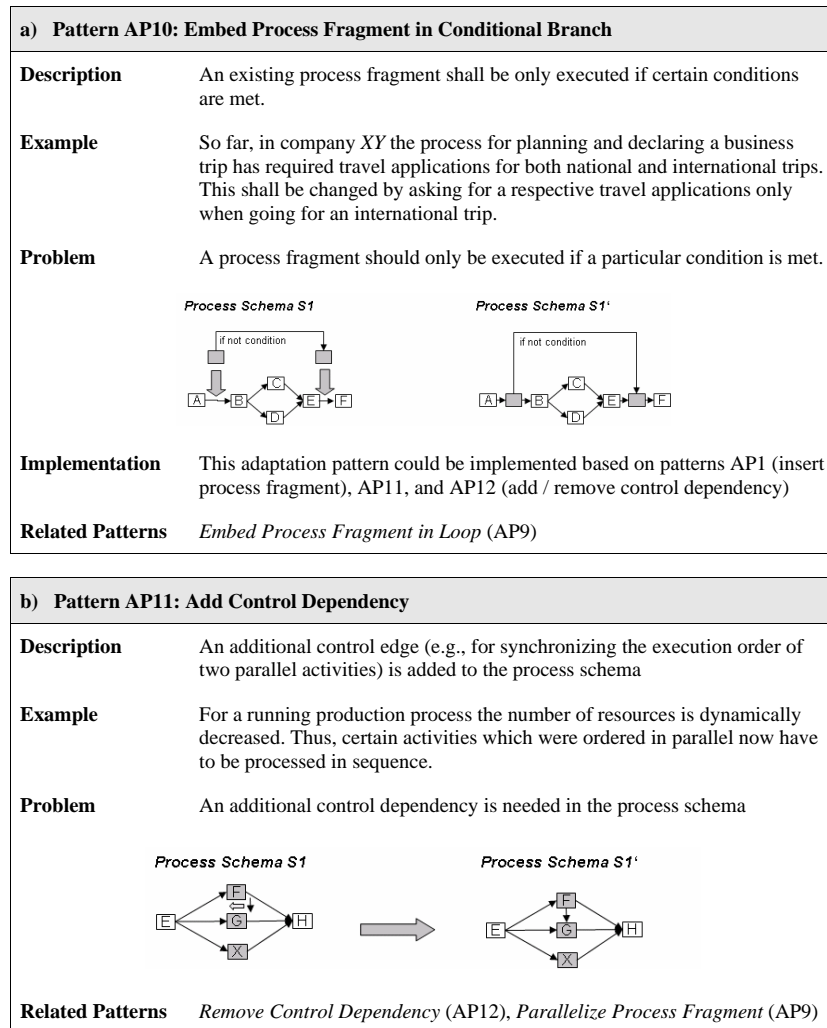 a) Pattern AP10: Embed Process Fragment in Conditional Branch
Description An existing process fragment shall be only executed if certain conditions
are met.
Example So far, in company XY the process for planning and declaring a business
trip has required travel applications for both national and international trips.
This shall be changed by asking for a respective travel applications only
when going for an international trip.
Problem A process fragment should only be executed if a particular condition is met.
Process Schema S1 Process Schema S1‘
if not condition if not condition
C C
A B E F A B E F
D D
Implementation This adaptation pattern could be implemented based on patterns AP1 (insert
process fragment), AP11, and AP12 (add / remove control dependency)
Related Patterns Embed Process Fragment in Loop (AP9)
b) Pattern AP11: Add Control Dependency
Description An additional control edge (e.g., for synchronizing the execution order of
two parallel activities) is added to the process schema
Example For a running production process the number of resources is dynamically
decreased. Thus, certain activities which were ordered in parallel now have
to be processed in sequence.
Problem An additional control dependency is needed in the process schema
Process Schema S1 Process Schema S1‘
F F
E G H E G H
X X
Related Patterns Remove Control Dependency (AP12), Parallelize Process Fragment (AP9)